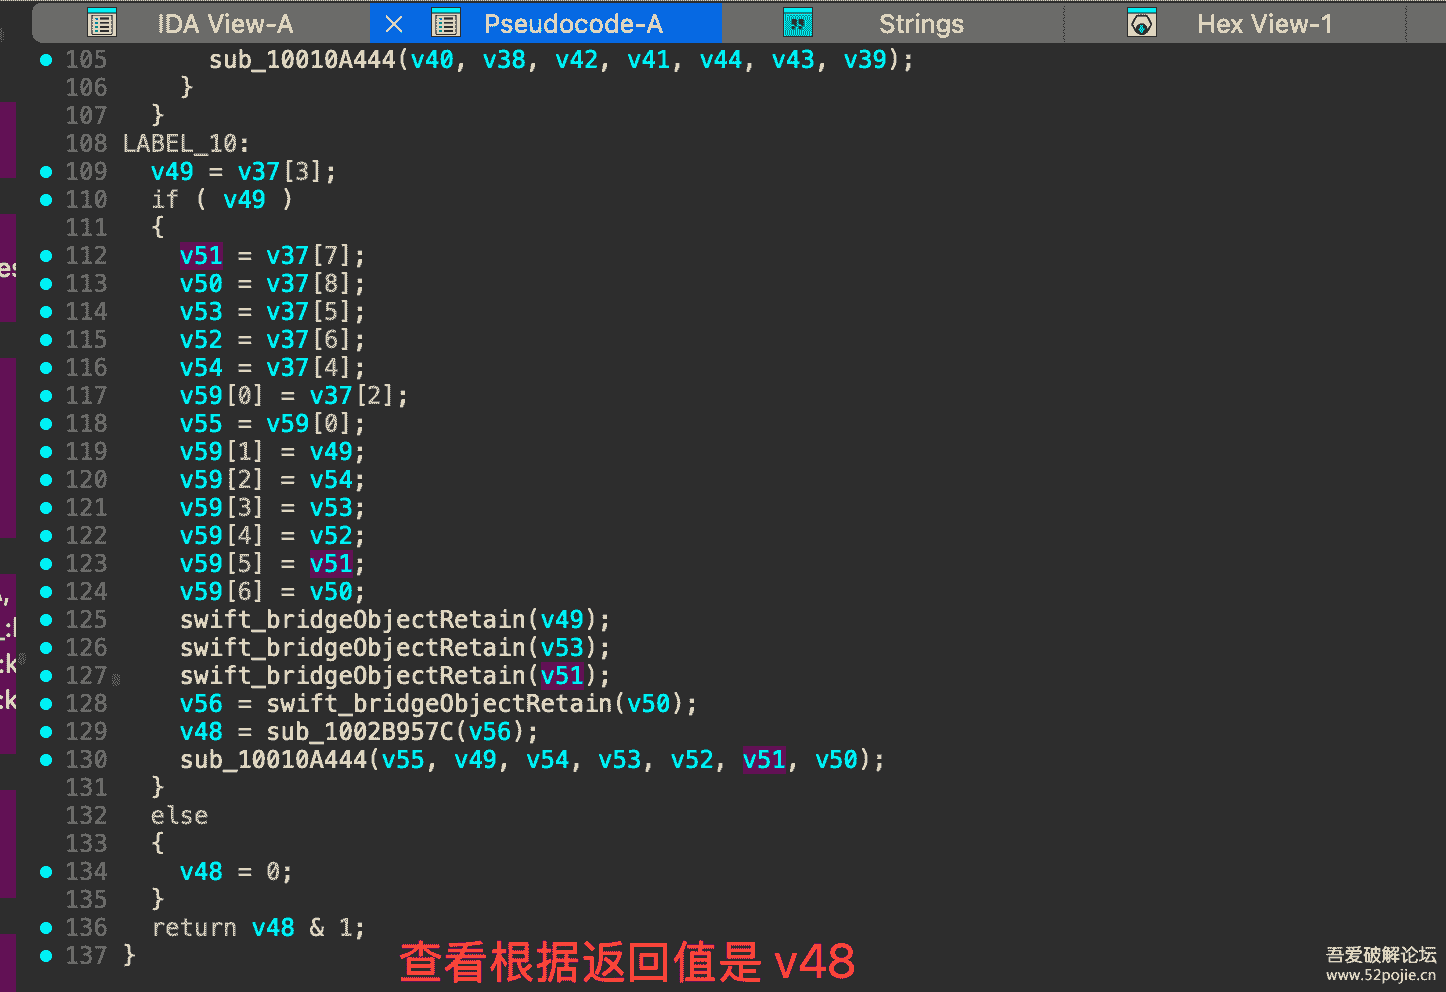 IDA View-A Pseudocode-A Strings Hex View-1
105 sub_10010A444(v40, v38, v42, v41, v44, v43, v39);
106 }
107 }
108 LABEL_10:
109 v49 = v37[3];
110 if ( v49 )
111 {
112 v51 = v37[7];
113 v50 = v37[8];
114 v53 = v37[5];
115 v52 = v37[6];
116 v54 = v37[4];
117 v59[0] = v37[2];
118 v55 = v59[0];
119 v59[1] = v49;
120 v59[2] = v54;
121 v59[3] = v53;
122 v59[4] = v52;
123 v59[5] = v51;
124 v59[6] = v50;
125 swift_bridgeObjectRetain(v49);
126 swift_bridgeObjectRetain(v53);
127 swift_bridgeObjectRetain(v51);
128 v56 = swift_bridgeObjectRetain(v50);
129 v48 = sub_1002B957C(v56);
130 sub_10010A444(v55, v49, v54, v53, v52, v51, v50);
131 }
132 else
133 {
134 v48 = 0;
135 }
136 return v48 & 1;
137 }
查看根据返回值是 v48
吾爱破解论坛
www.52pojie.cn